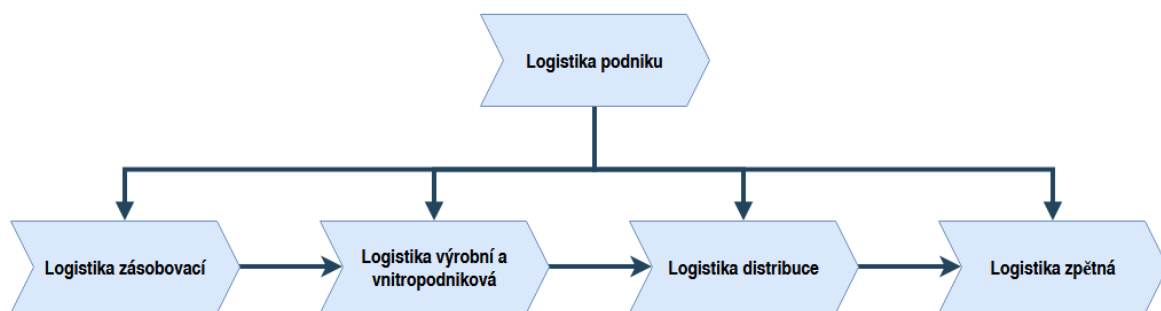 Logistika podniku
Logistika zásobovací
Logistika výrobní a
vnitropodniková
Logistika distribuce
Logistika zpětná